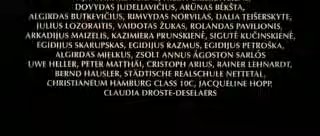 DOVYDAS JUDELIAVIČIUS, ARŪNAS BEKŠTA,
ALGIRDAS BUTKEVIČIUS, RIMVYDAS NORVILAS, DALIA TEIŠERSKYTĖ,
JULIUS LOZORAITIS, VAIDOTAS ŽUKAS, ROLANDAS PAVILIONIS,
ARKADIJUS MAIZELIS, KAZIMIERA PRUNSKIENĖ, SIGUTĖ KUČINSKIENĖ,
EGIDIJUS SKARUPSKAS, EGIDIJUS RAZMUS, EGIDIJUS PETROŠKA,
ALGIRDAS MIELKUS, ZSOLT ANNUS ÁGOSTON SARLÓS
UWE HELLER, PETER MATTHÄI, CRISTOPH ARIUS, RAINER LEHNARDT,
BERND HAUSLER, STÄDTISCHE REALSCHULE NETTETAL,
CHRISTIANEUM HAMBURG CLASS 10C, JACQUELINE HOPP,
CLAUDIA DROSTE-DESELAERS